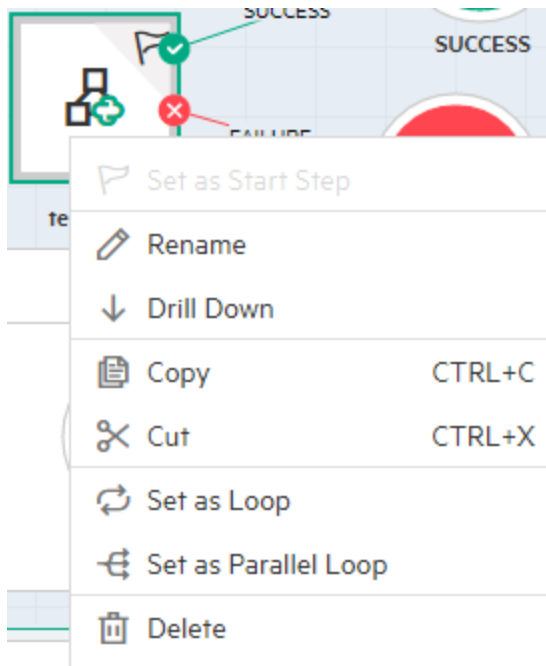 SUCCESS
SUCCESS
FAILURE
Set as Start Step
te
Rename
Drill Down
Copy CTRL+C
Cut CTRL+X
Set as Loop
Set as Parallel Loop
Delete